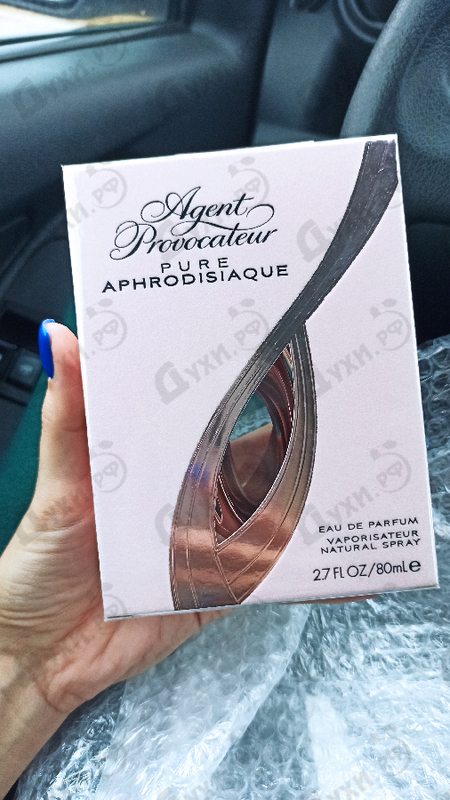 Agent
Provocateur
PURE
APHRODISIAQUE
EAU DE PARFUM
VAPORISATEUR
NATURAL SPRAY
2.7 FL OZ/80mL℮
Духи.рф